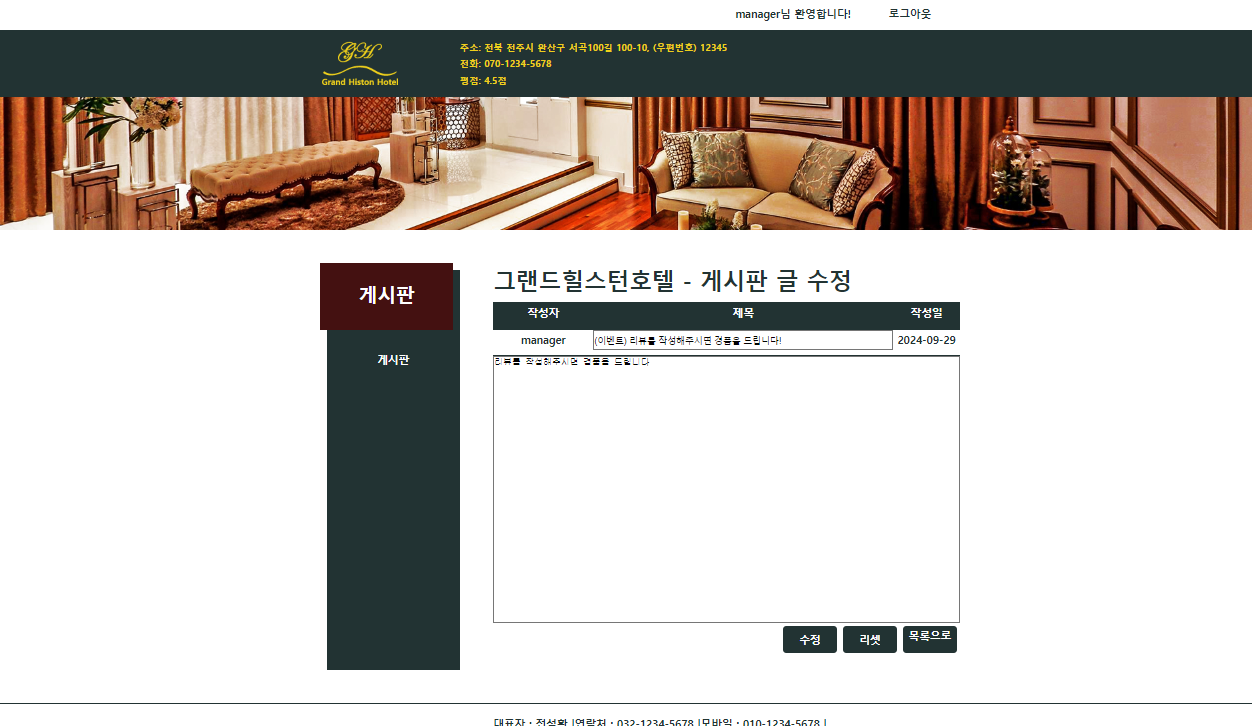 manager님 환영합니다! 로그아웃
GH
Grand Histon Hotel
주소: 전북 전주시 완산구 서곡100길 100-10, (우편번호) 12345
전화: 070-1234-5678
평점: 4.5점
게시판
게시판
그랜드힐스턴호텔 - 게시판 글 수정
작성자 제목 작성일
manager (이벤트) 리뷰를 작성해주시면 경품을 드립니다! 2024-09-29
리뷰를 작성해주시면 경품을 드립니다
수정 리셋 목록으로
대표자 : 전성환 |연락처 : 032-1234-5678 |모바일 : 010-1234-5678 |